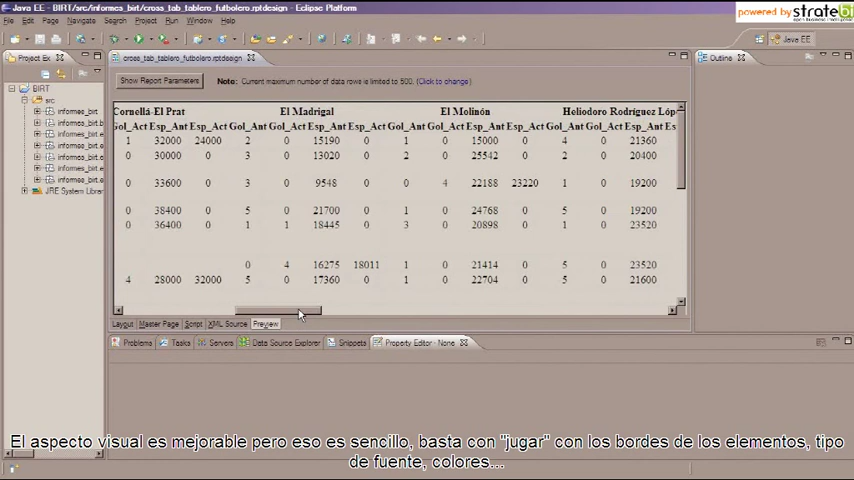 Java EE - BIRT/src/informes_birt/cross_tab_tablero_futbolero.rptdesign - Eclipse Platform
powered by stratebi
File Edit Page Navigate Search Project Run Window Help
Java EE
Project Ex
cross_tab_tablero_futbolero.rptdesign
Outline
Show Report Parameters
Note: Current maximum number of data rows is limited to 500. (Click to change)
BIRT
src
informes_birt
informes_birt.b
informes_birt.e
informes_birt.e
informes_birt.e
informes_birt.e
JRE System Librar
Cornellá-El Prat El Madrigal El Molinón Heliodoro Rodríguez Lóp
Gol_Act Esp_Ant Esp_Act Gol_Ant Gol_Act Esp_Ant Esp_Act Gol_Ant Gol_Act Esp_Ant Esp_Act Gol_Ant Gol_Act Esp_Ant Es
1 32000 24000 2 0 15190 0 1 0 15000 0 4 0 21360
0 30000 0 3 0 13020 0 2 0 25542 0 2 0 20400
0 33600 0 3 0 9548 0 0 4 22188 23220 1 0 19200
0 38400 0 5 0 21700 0 1 0 24768 0 5 0 19200
0 36400 0 1 1 18445 0 3 0 20898 0 1 0 23520
0 4 16275 18011 1 0 21414 0 5 0 23520
4 28000 32000 5 0 17360 0 1 0 22704 0 5 0 21600
Layout Master Page Script XML Source Preview
Problems Tasks Servers Data Source Explorer Snippets Property Editor - None
El aspecto visual es mejorable pero eso es sencillo, basta con "jugar" con los bordes de los elementos, tipo
de fuente, colores...